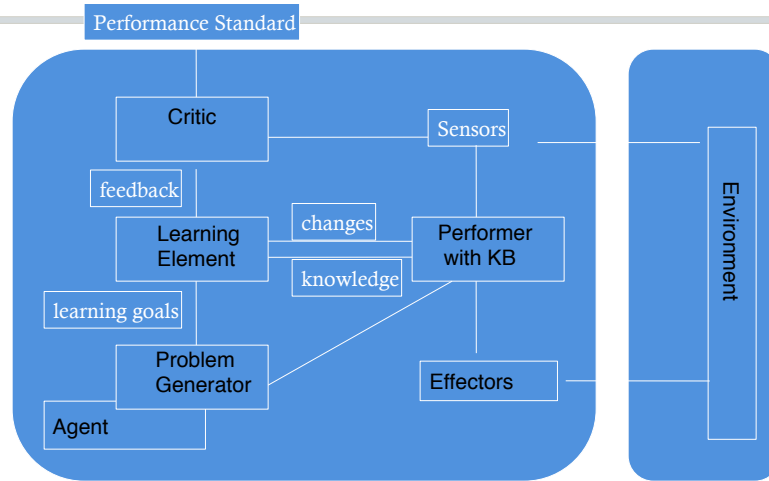 Performance Standard
Critic
Sensors
feedback
Learning
Element
changes
knowledge
Performer
with KB
learning goals
Problem
Generator
Effectors
Agent
Environment